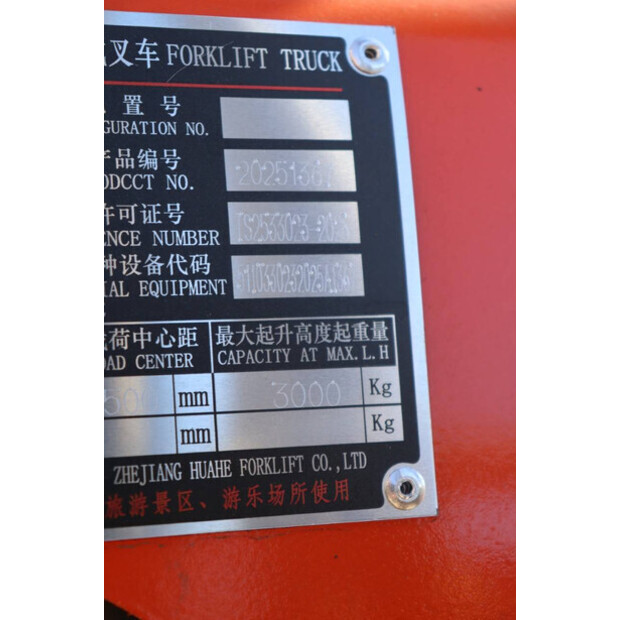 叉车 FORKLIFT TRUCK
置 号
GURATION NO.
产品编号
ODCCT NO.
2025136
许可证号
ENCE NUMBER
种设备代码
IAL EQUIPMENT
荷中心距 最大起升高度起重量
OAD CENTER CAPACITY AT MAX.L.H
50 mm 3000 Kg
mm Kg
ZHEJIANG HUAHE FORKLIFT CO.,LTD
旅游景区、游乐场所使用